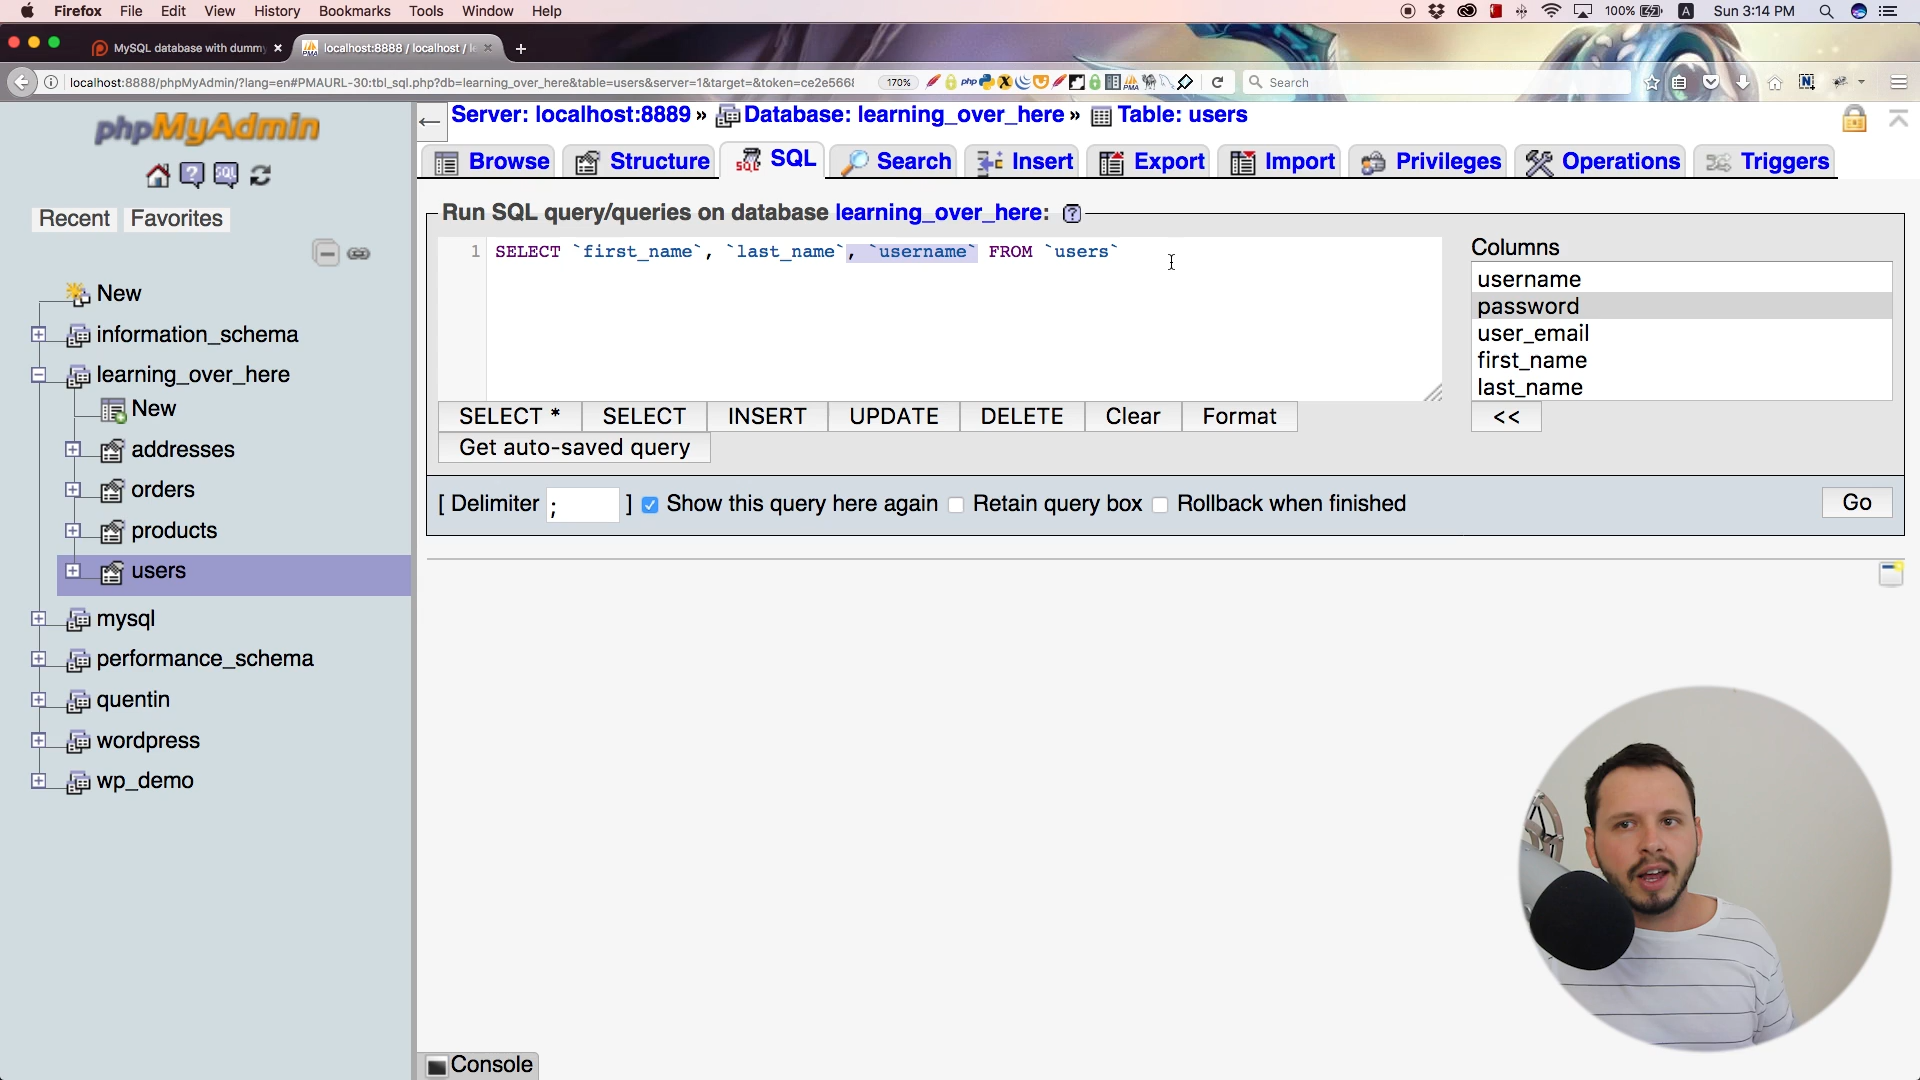 Firefox File Edit View History Bookmarks Tools Window Help 100% A Sun 3:14 PM
MySQL database with dummy × localhost:8888 / localhost / le × +
localhost:8888/phpMyAdmin/?lang=en#PMAURL-30:tbl_sql.php?db=learning_over_here&table=users&server=1&target=&token=ce2e566 170% php Search
phpMyAdmin
Recent Favorites
New
information_schema
learning_over_here
New
addresses
orders
products
users
mysql
performance_schema
quentin
wordpress
wp_demo
Server: localhost:8889 » Database: learning_over_here » Table: users
Browse Structure SQL Search Insert Export Import Privileges Operations Triggers
Run SQL query/queries on database learning_over_here:
1 SELECT `first_name`, `last_name`, `username` FROM `users`
Columns
username
password
user_email
first_name
last_name
<<
SELECT * SELECT INSERT UPDATE DELETE Clear Format
Get auto-saved query
[ Delimiter ; ] Show this query here again Retain query box Rollback when finished Go
Console